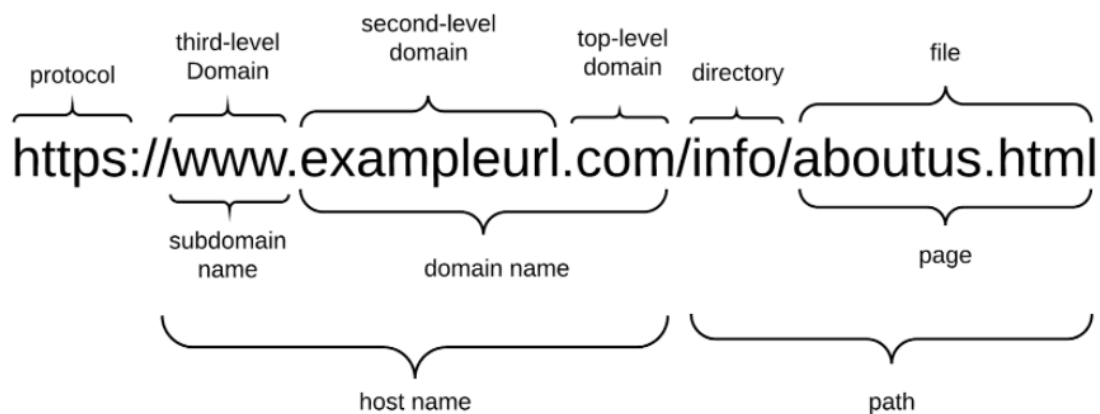 protocol
third-level
Domain
second-level
domain
top-level
domain
directory
file
https://www.exampleurl.com/info/aboutus.html
subdomain
name
domain name
page
host name
path